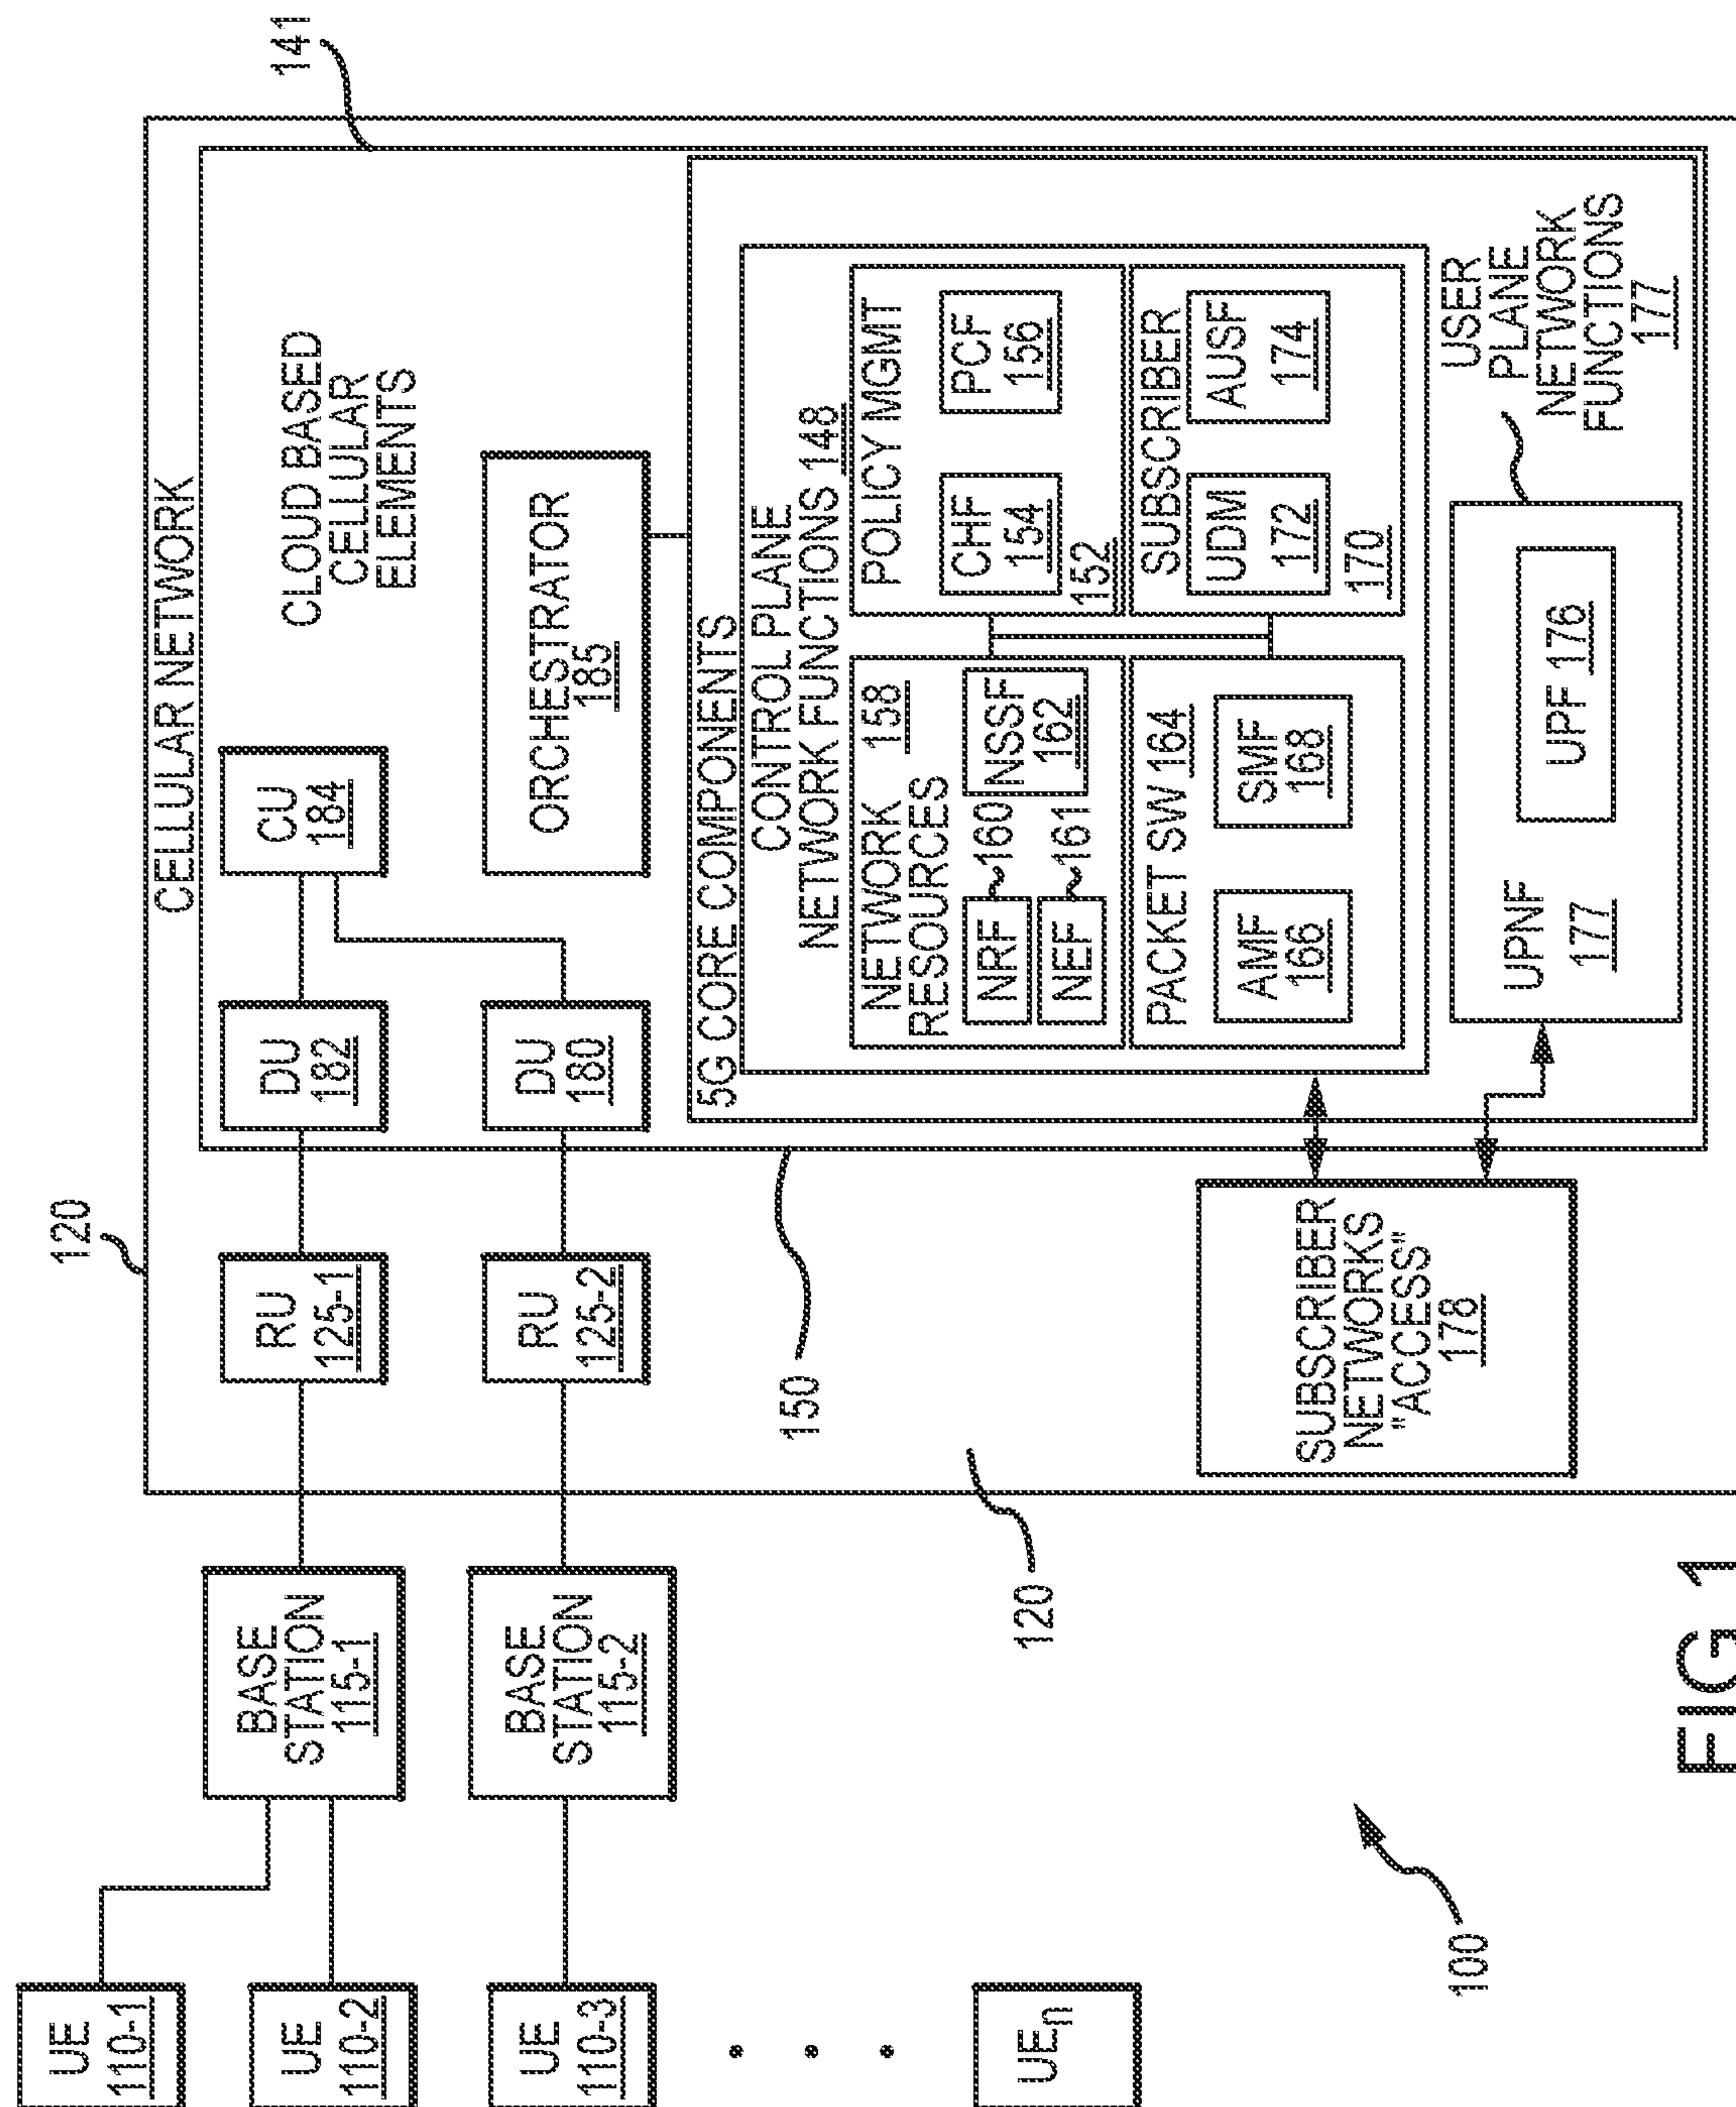 141
120
CELLULAR NETWORK
CLOUD BASED
CELLULAR
ELEMENTS
UE
110-1
UE
110-2
UE
110-3
UEn
BASE
STATION
115-1
BASE
STATION
115-2
RU
125-1
RU
125-2
DU
182
DU
180
CU
184
ORCHESTRATOR
185
150
120
5G CORE COMPONENTS
CONTROL PLANE
NETWORK FUNCTIONS 148
NETWORK
RESOURCES
158
NRF
160
NEF
161
NSSF
162
POLICY MGMT
CHF
154
PCF
156
152
PACKET SW 164
AMF
166
SMF
168
SUBSCRIBER
UDM
172
AUSF
174
170
UPNF
177
UPF 176
USER
PLANE
NETWORK
FUNCTIONS
177
SUBSCRIBER
NETWORKS
"ACCESS"
178
100
FIG 1